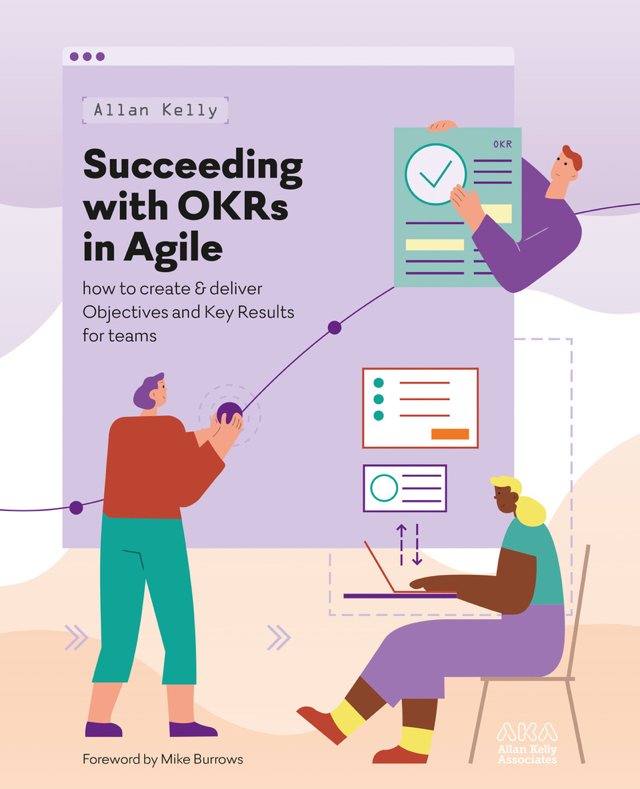 Allan Kelly
Succeeding
with OKRs
in Agile
how to create & deliver
Objectives and Key Results
for teams
OKR
Foreword by Mike Burrows
AKA
Allan Kelly
Associates